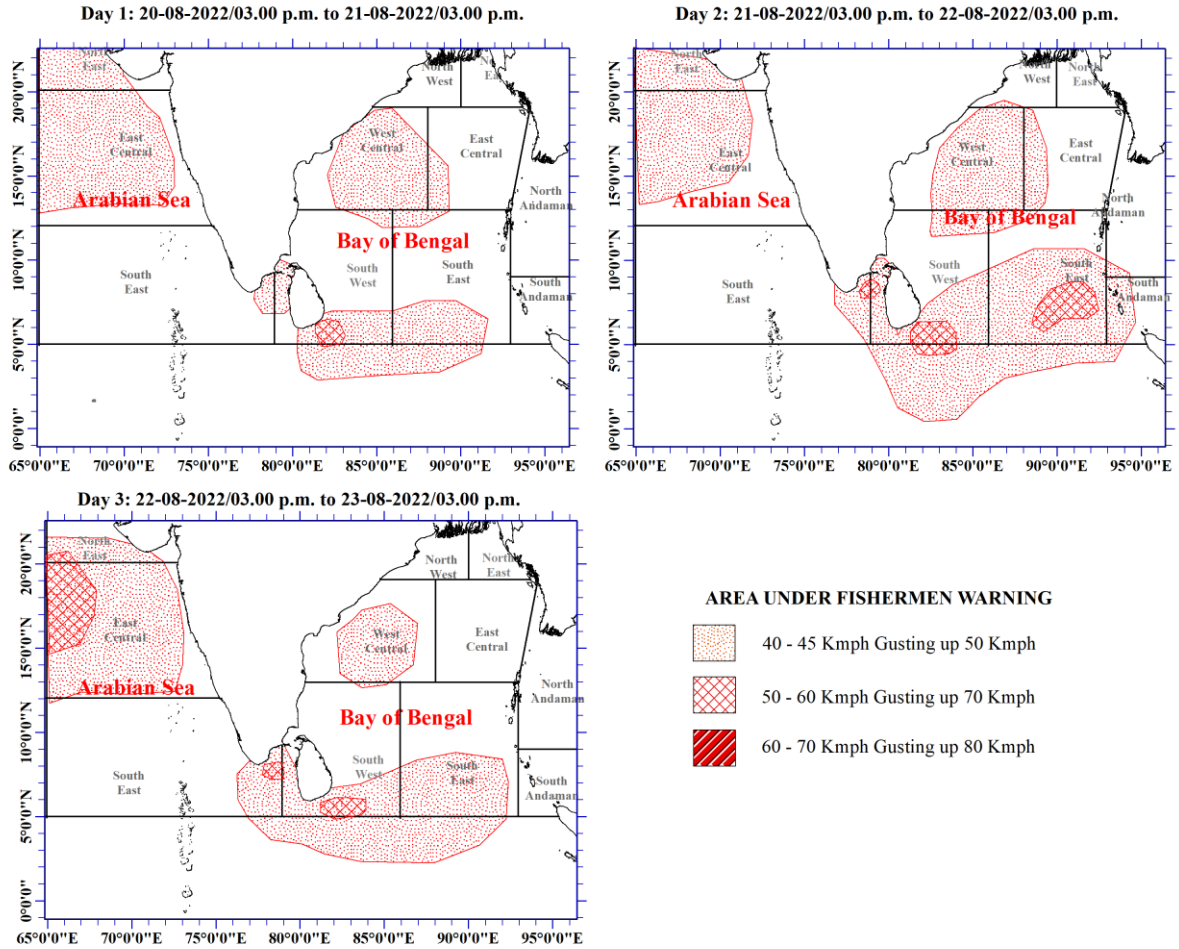 Day 1: 20-08-2022/03.00 p.m. to 21-08-2022/03.00 p.m.
East
North
West
20°0'0"N
15°0'0"N
10°0'0"N
5°0'0"N
0°0'0"
East
Central
West
Central
East
Central
Arabian Sea
Bay of Bengal
North
Andaman
South
East
South
West
South
East
South
Andaman
65°0'0"E
70°0'0"E
75°0'0"E
80°0'0"E
85°0'0"E
90°0'0"E
95°0'0"E
Day 2: 21-08-2022/03.00 p.m. to 22-08-2022/03.00 p.m.
North
East
North
West
North
East
20°0'0"N
15°0'0"N
10°0'0"N
5°0'0"N
0°0'0"
East
Central
West
Central
East
Central
Arabian Sea
Bay of Bengal
North
Andaman
South
East
South
West
South
East
South
Andaman
65°0'0"E
70°0'0"E
75°0'0"E
80°0'0"E
85°0'0"E
90°0'0"E
95°0'0"E
Day 3: 22-08-2022/03.00 p.m. to 23-08-2022/03.00 p.m.
North
East
North
West
North
East
20°0'0"N
15°0'0"N
10°0'0"N
5°0'0"N
0°0'0"
East
Central
West
Central
East
Central
Arabian Sea
Bay of Bengal
North
Andaman
South
East
South
West
South
East
South
Andaman
65°0'0"E
70°0'0"E
75°0'0"E
80°0'0"E
85°0'0"E
90°0'0"E
95°0'0"E
AREA UNDER FISHERMEN WARNING
40 - 45 Kmph Gusting up 50 Kmph
50 - 60 Kmph Gusting up 70 Kmph
60 - 70 Kmph Gusting up 80 Kmph